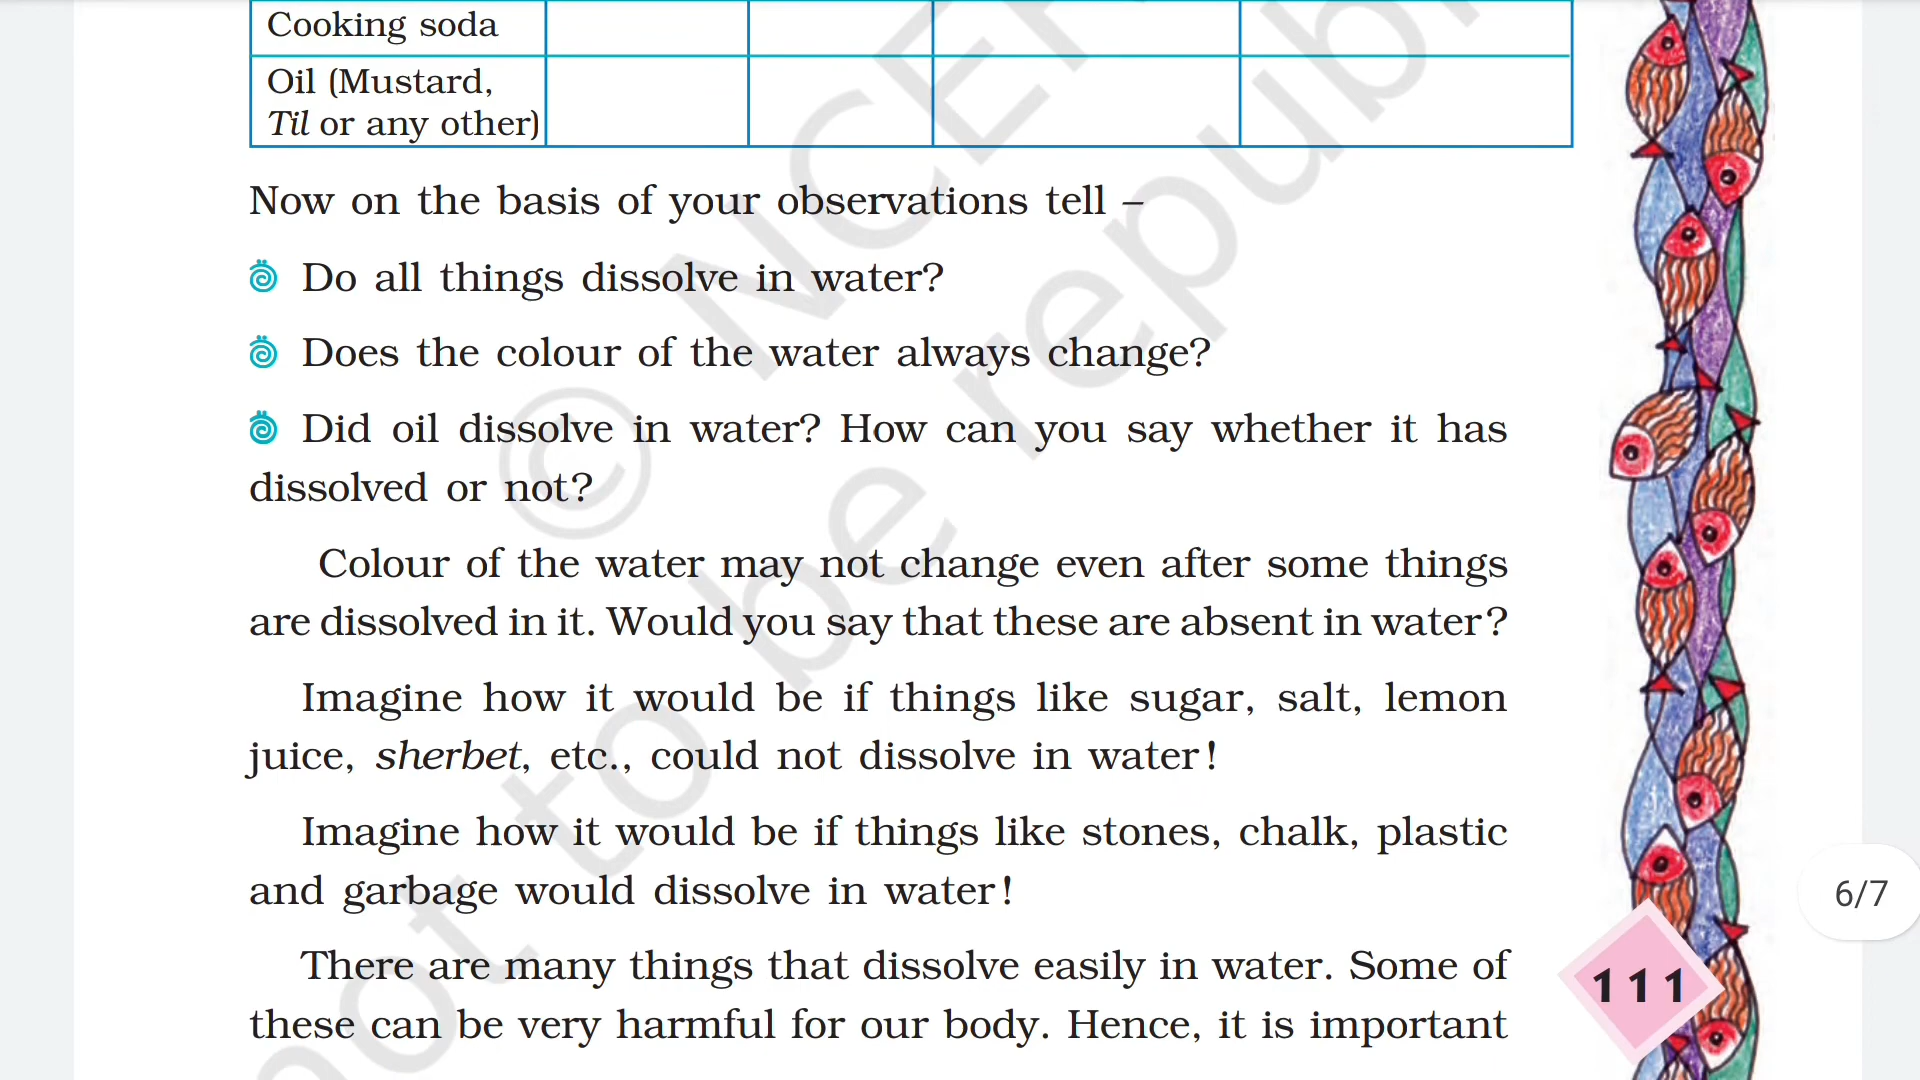 Cooking soda
Oil (Mustard,
Til or any other)
Now on the basis of your observations tell –
Do all things dissolve in water?
Does the colour of the water always change?
Did oil dissolve in water? How can you say whether it has
dissolved or not?
Colour of the water may not change even after some things
are dissolved in it. Would you say that these are absent in water?
Imagine how it would be if things like sugar, salt, lemon
juice, sherbet, etc., could not dissolve in water!
Imagine how it would be if things like stones, chalk, plastic
and garbage would dissolve in water!
There are many things that dissolve easily in water. Some of
these can be very harmful for our body. Hence, it is important
111
6/7
© NCE
not to be republi